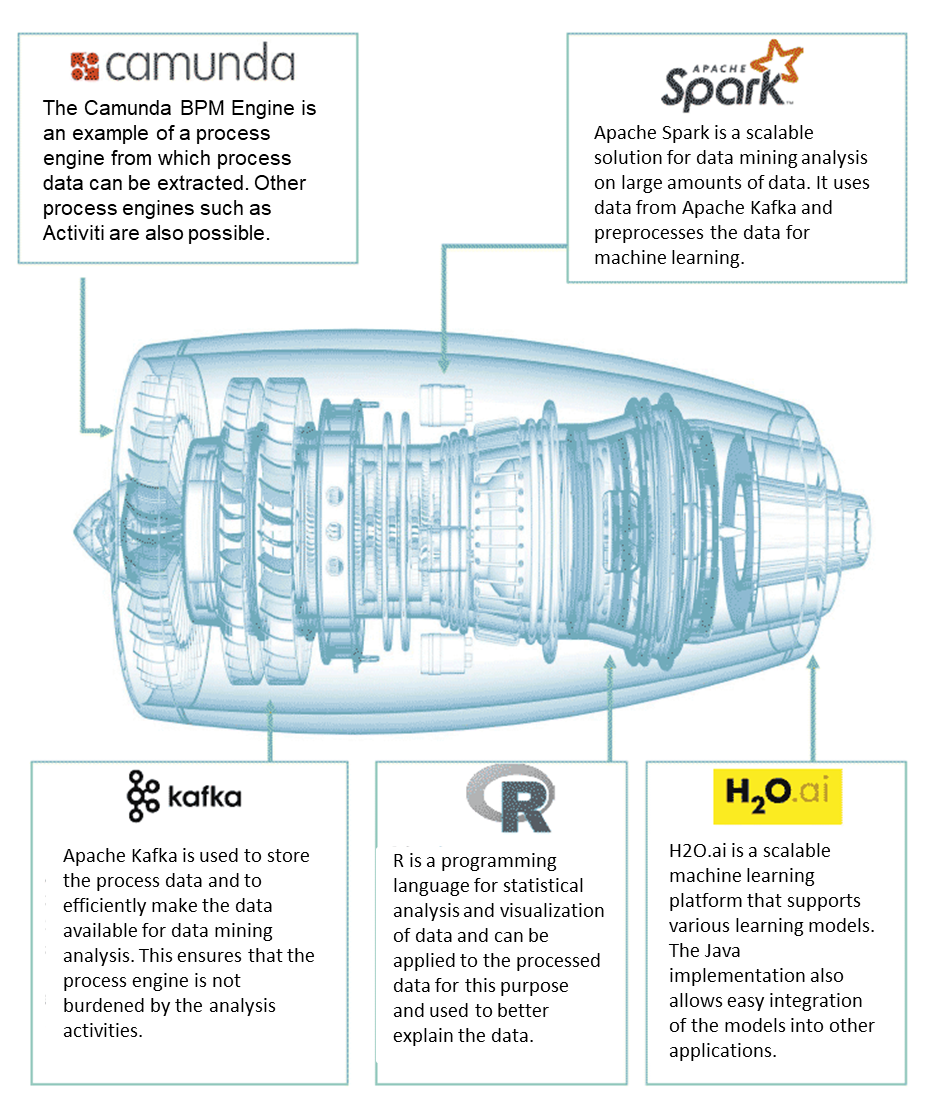 camunda
The Camunda BPM Engine is
an example of a process
engine from which process
data can be extracted. Other
process engines such as
Activiti are also possible.
APACHE
Spark™
Apache Spark is a scalable
solution for data mining analysis
on large amounts of data. It uses
data from Apache Kafka and
preprocesses the data for
machine learning.
kafka
Apache Kafka is used to store
the process data and to
efficiently make the data
available for data mining
analysis. This ensures that the
process engine is not
burdened by the analysis
activities.
R
R is a programming
language for statistical
analysis and visualization
of data and can be
applied to the processed
data for this purpose
and used to better
explain the data.
H2O.ai
H2O.ai is a scalable
machine learning
platform that supports
various learning models.
The Java
implementation also
allows easy integration
of the models into other
applications.